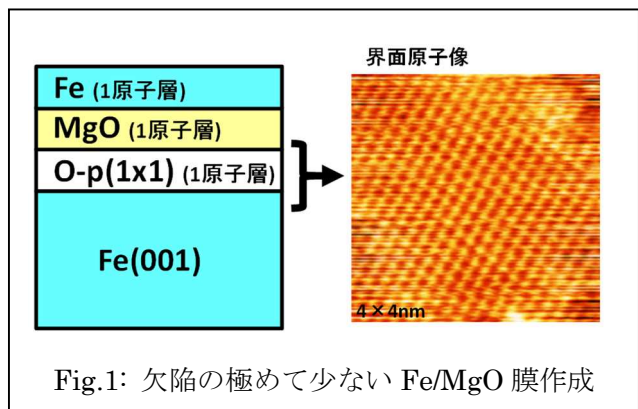 界面原子像
Fe (1原子層)
MgO (1原子層)
O-p(1x1) (1原子層)
Fe(001)
4×4nm
Fig.1: 欠陥の極めて少ない Fe/MgO 膜作成